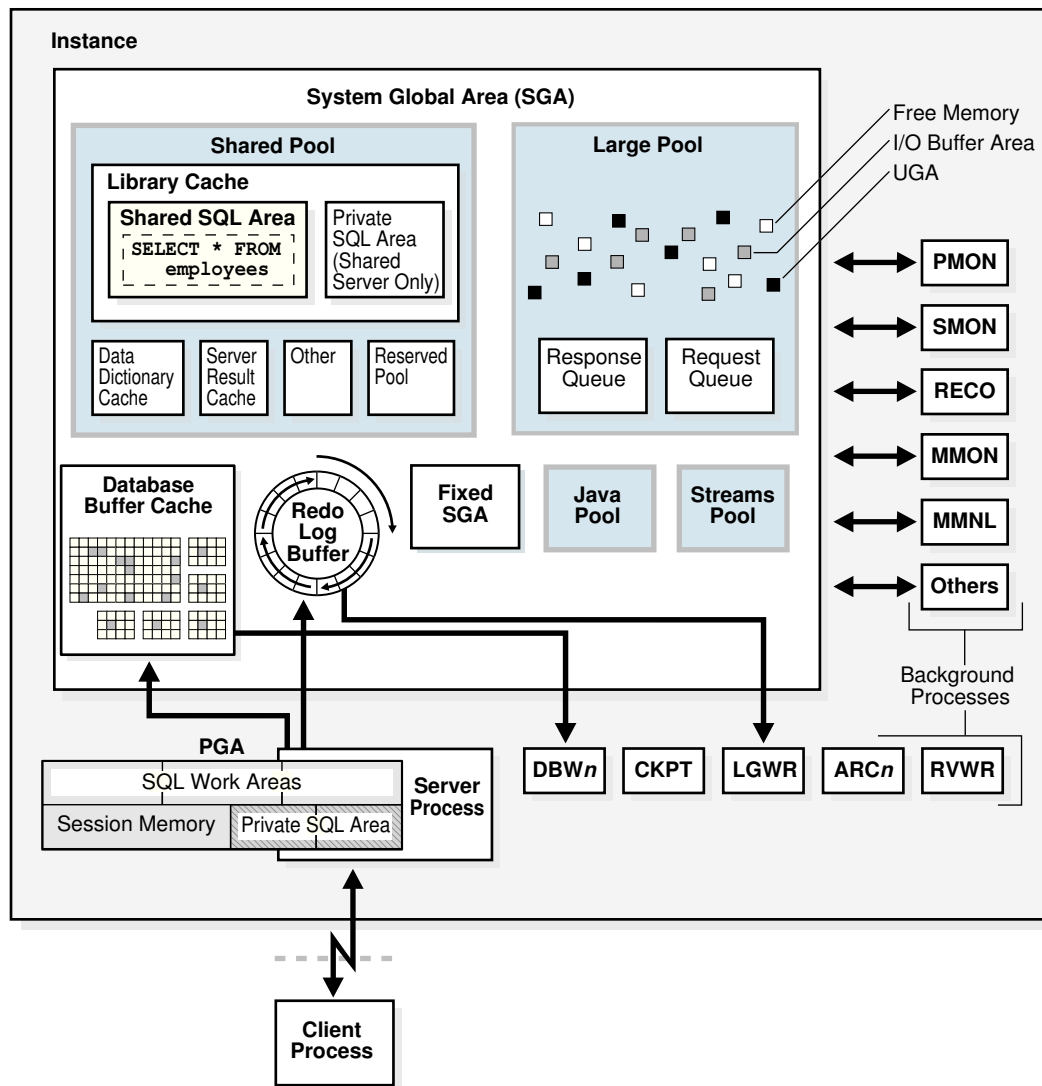 Instance
System Global Area (SGA)
Shared Pool
Library Cache
Shared SQL Area
SELECT * FROM
employees
Private
SQL Area
(Shared
Server Only)
Data
Dictionary
Cache
Server
Result
Cache
Other
Reserved
Pool
Large Pool
Response
Queue
Request
Queue
Free Memory
I/O Buffer Area
UGA
Database
Buffer Cache
Redo
Log
Buffer
Fixed
SGA
Java
Pool
Streams
Pool
PMON
SMON
RECO
MMON
MMNL
Others
Background
Processes
PGA
SQL Work Areas
Session Memory
Private SQL Area
Server
Process
DBWn
CKPT
LGWR
ARCn
RVWR
Client
Process